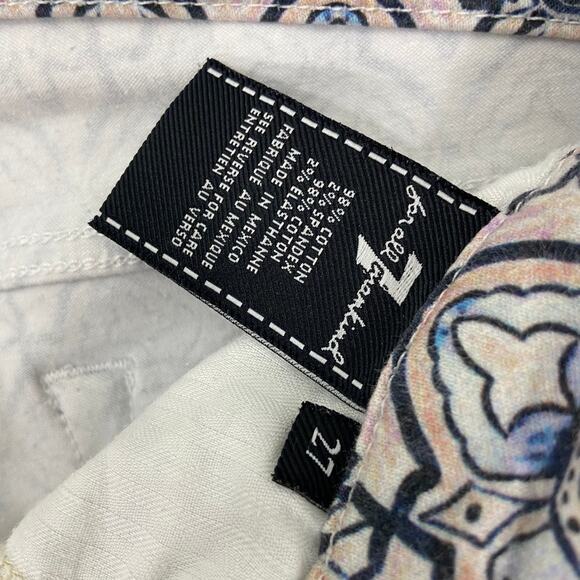 for all
7
mankind
98% COTTON
2% SPANDEX
98% COTON
2% ELASTHANNE
MADE IN MEXICO
FABRIQUE AU MEXIQUE
SEE REVERSE FOR CARE
ENTRETIEN AU VERSO
27